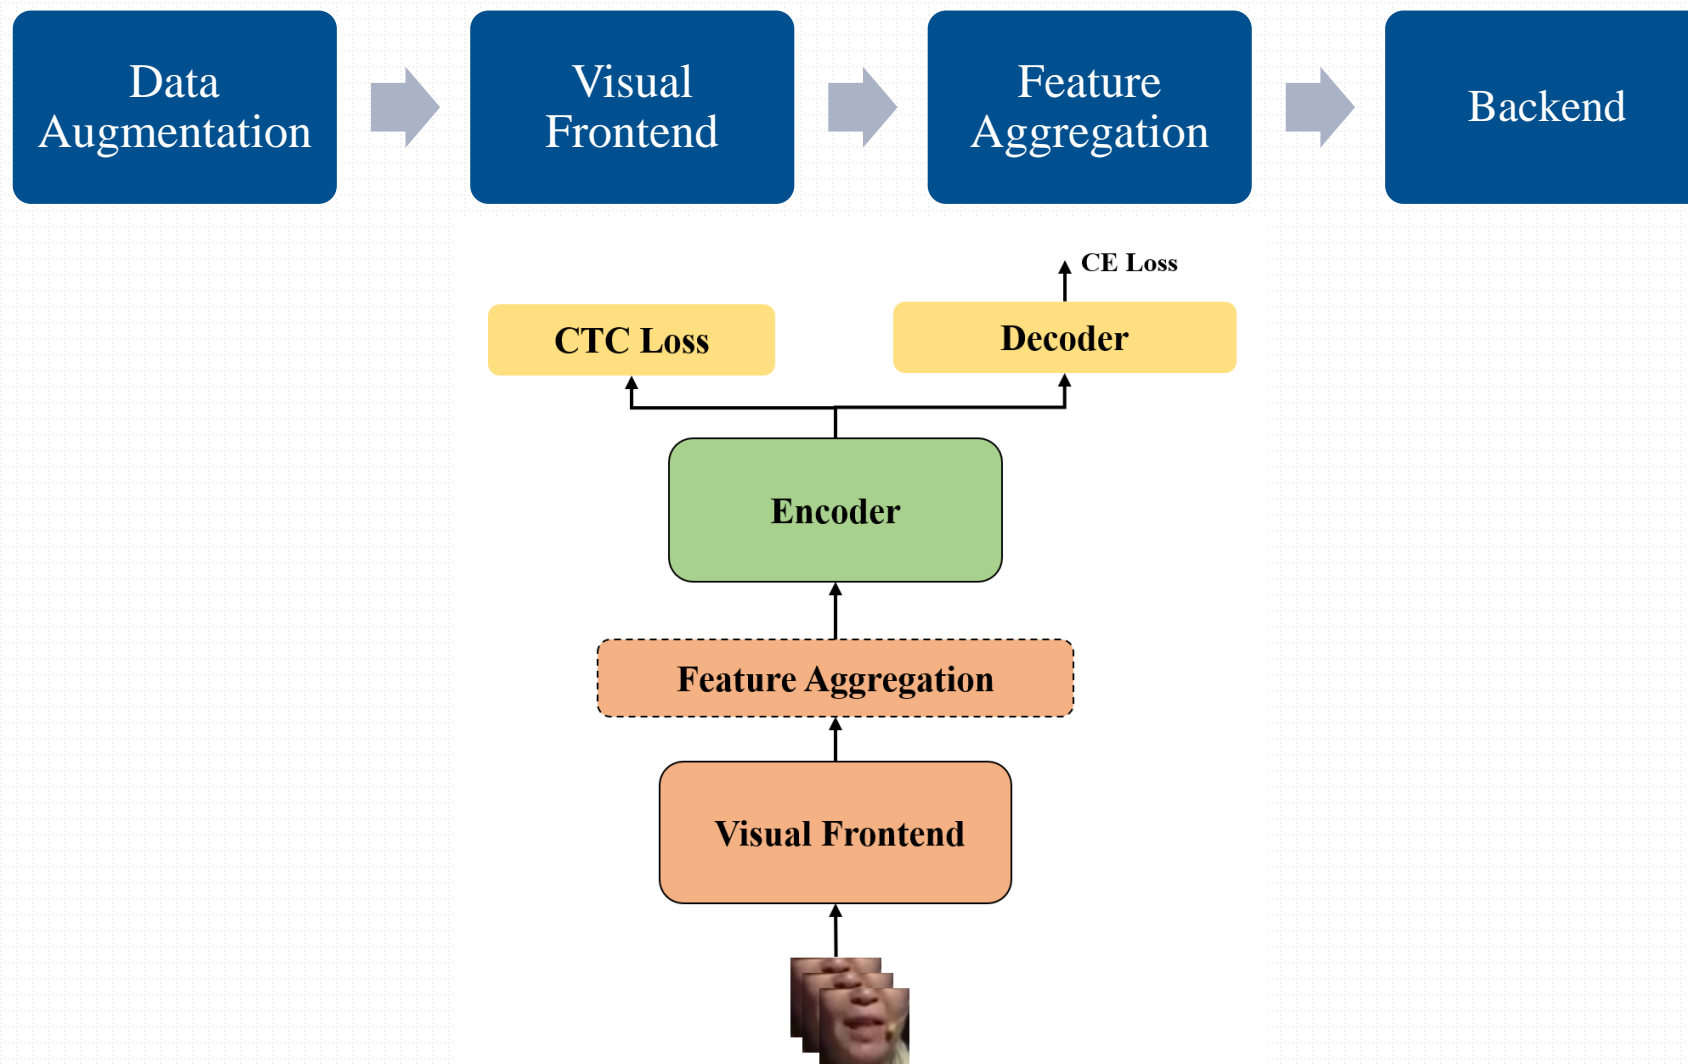 Data
Augmentation
Visual
Frontend
Feature
Aggregation
Backend
CE Loss
CTC Loss
Decoder
Encoder
Feature Aggregation
Visual Frontend